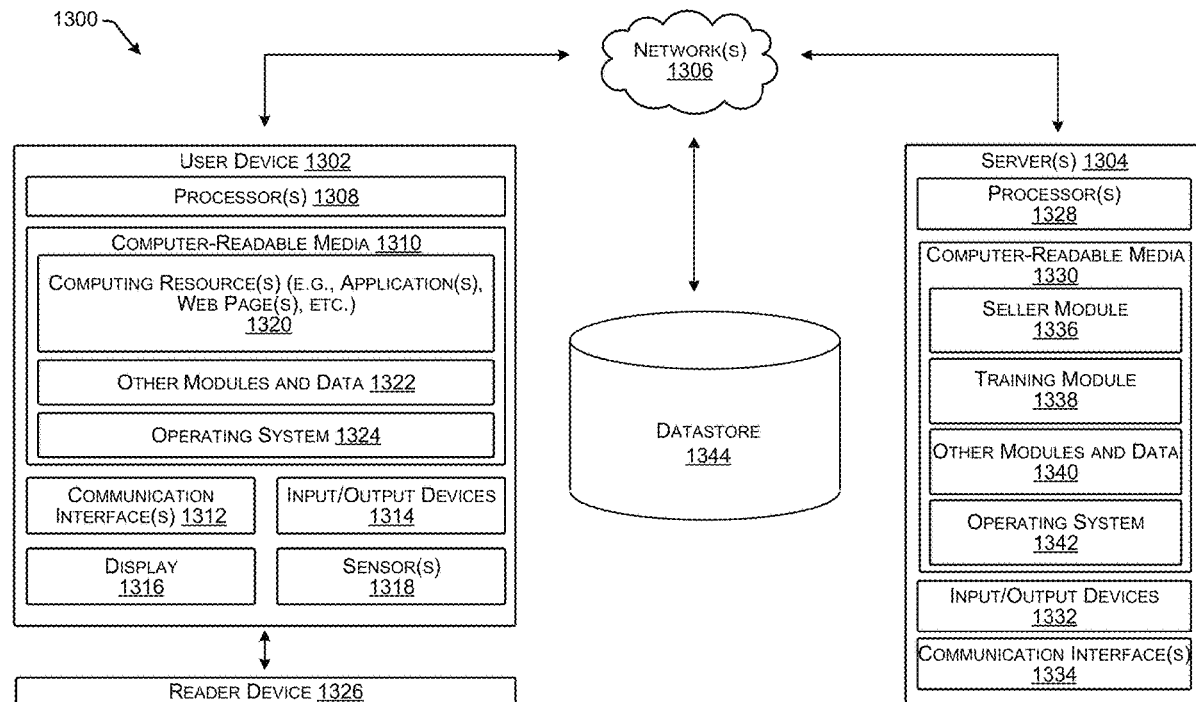 1300
NETWORK(S)
1306
USER DEVICE 1302
PROCESSOR(S) 1308
COMPUTER-READABLE MEDIA 1310
COMPUTING RESOURCE(S) (E.G., APPLICATION(S),
WEB PAGE(S), ETC.)
1320
OTHER MODULES AND DATA 1322
OPERATING SYSTEM 1324
COMMUNICATION
INTERFACE(S) 1312
INPUT/OUTPUT DEVICES
1314
DISPLAY
1316
SENSOR(S)
1318
READER DEVICE 1326
DATASTORE
1344
SERVER(S) 1304
PROCESSOR(S)
1328
COMPUTER-READABLE MEDIA
1330
SELLER MODULE
1336
TRAINING MODULE
1338
OTHER MODULES AND DATA
1340
OPERATING SYSTEM
1342
INPUT/OUTPUT DEVICES
1332
COMMUNICATION INTERFACE(S)
1334